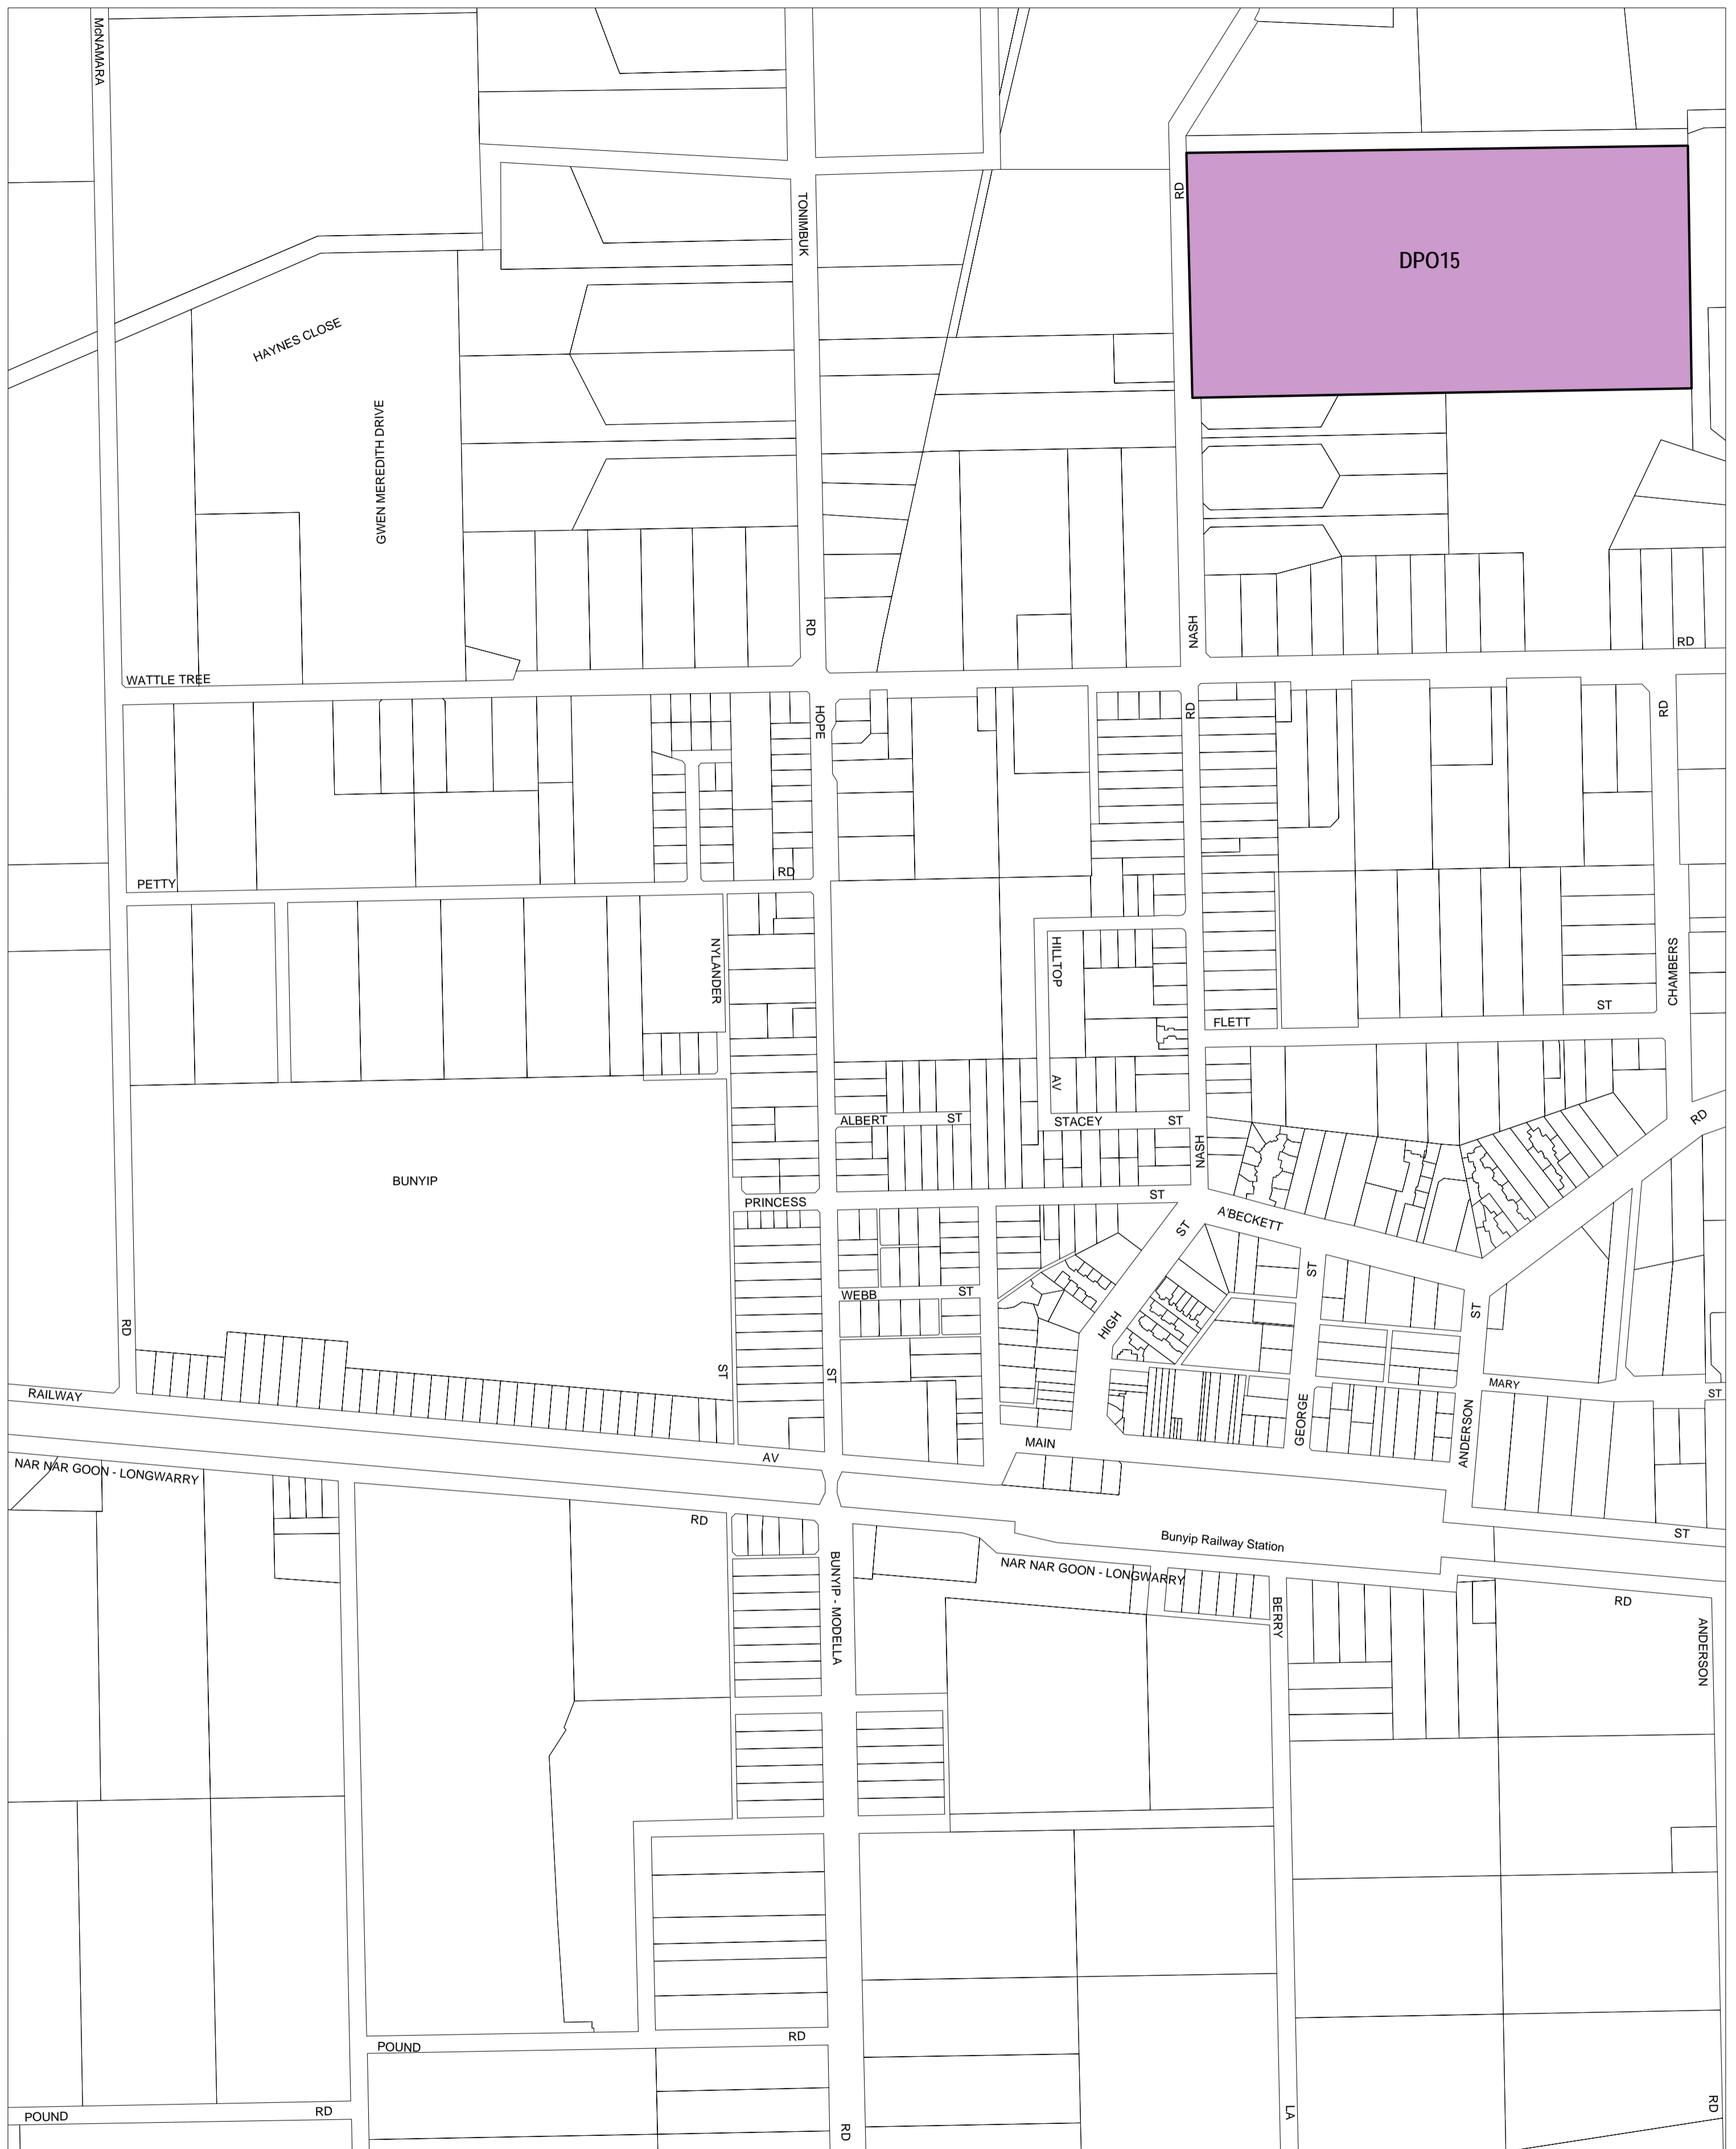 McNAMARA
RD
TONIMBUK
DPO15
HAYNES CLOSE
GWEN MEREDITH DRIVE
RD
NASH
RD
WATTLE TREE
HOPE
RD
RD
PETTY
RD
NYLANDER
HILLTOP
CHAMBERS
ST
FLETT
AV
ALBERT
ST
STACEY
ST
RD
NASH
BUNYIP
PRINCESS
ST
A'BECKETT
ST
ST
WEBB
ST
ST
HIGH
RD
ST
ST
MARY
ST
RAILWAY
GEORGE
ANDERSON
MAIN
AV
NAR NAR GOON - LONGWARRY
RD
ST
Bunyip Railway Station
BUNYIP - MODELLA
NAR NAR GOON - LONGWARRY
BERRY
RD
ANDERSON
RD
POUND
RD
POUND
RD
LA
RD